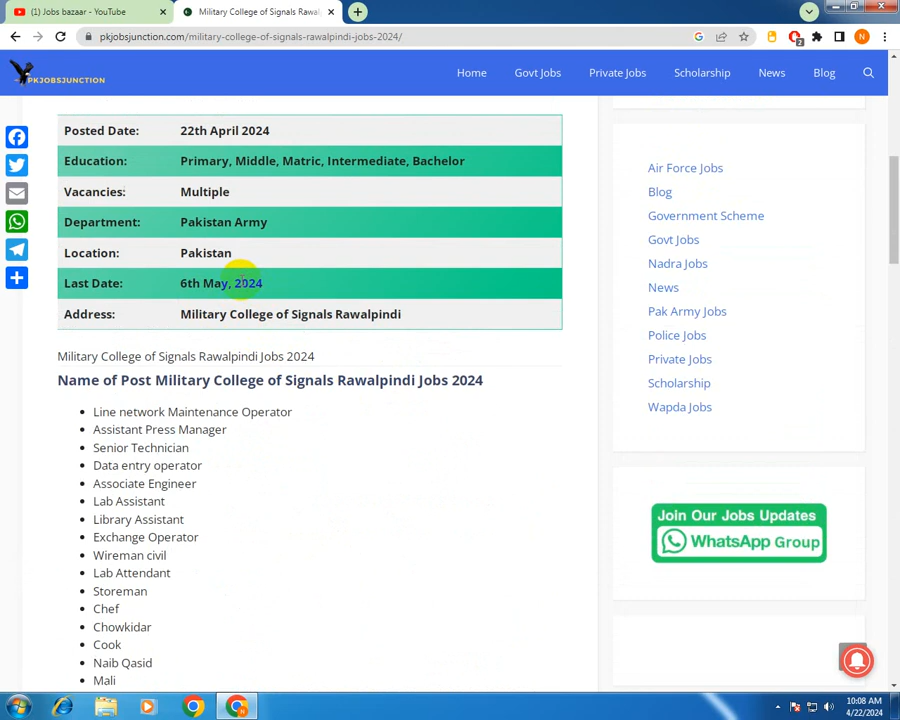 (1) Jobs bazaar - YouTube
Military College of Signals Rawal
pkjobsjunction.com/military-college-of-signals-rawalpindi-jobs-2024/
2
N
PKJOBSJUNCTION
Home Govt Jobs Private Jobs Scholarship News Blog
Posted Date: 22th April 2024
Education: Primary, Middle, Matric, Intermediate, Bachelor
Vacancies: Multiple
Department: Pakistan Army
Location: Pakistan
Last Date: 6th May, 2024
Address: Military College of Signals Rawalpindi
Military College of Signals Rawalpindi Jobs 2024
Name of Post Military College of Signals Rawalpindi Jobs 2024
Line network Maintenance Operator
Assistant Press Manager
Senior Technician
Data entry operator
Associate Engineer
Lab Assistant
Library Assistant
Exchange Operator
Wireman civil
Lab Attendant
Storeman
Chef
Chowkidar
Cook
Naib Qasid
Mali
Air Force Jobs
Blog
Government Scheme
Govt Jobs
Nadra Jobs
News
Pak Army Jobs
Police Jobs
Private Jobs
Scholarship
Wapda Jobs
Join Our Jobs Updates
WhatsApp Group
10:08 AM
4/22/2024